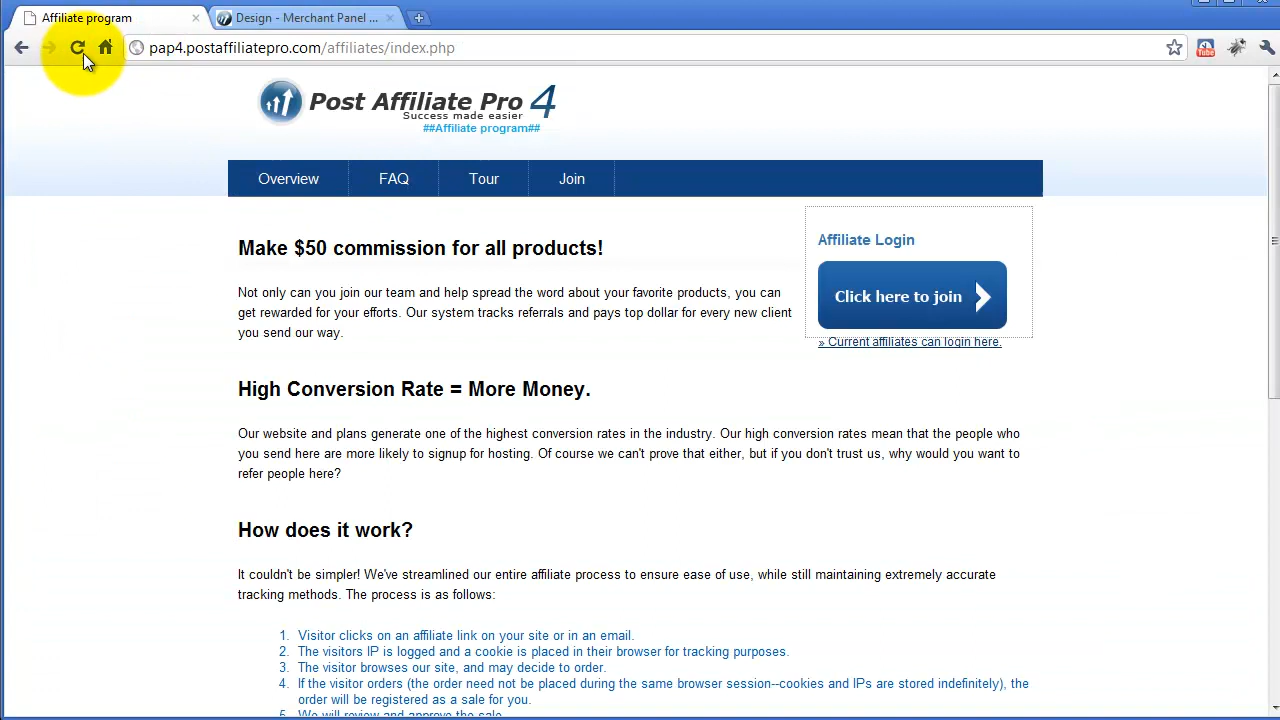 Affiliate program
Design - Merchant Panel ...
pap4.postaffiliatepro.com/affiliates/index.php
Tube
Post Affiliate Pro 4
Success made easier
##Affiliate program##
Overview FAQ Tour Join
Affiliate Login
Make $50 commission for all products!
Click here to join
Not only can you join our team and help spread the word about your favorite products, you can
get rewarded for your efforts. Our system tracks referrals and pays top dollar for every new client
you send our way.
» Current affiliates can login here.
High Conversion Rate = More Money.
Our website and plans generate one of the highest conversion rates in the industry. Our high conversion rates mean that the people who
you send here are more likely to signup for hosting. Of course we can't prove that either, but if you don't trust us, why would you want to
refer people here?
How does it work?
It couldn't be simpler! We've streamlined our entire affiliate process to ensure ease of use, while still maintaining extremely accurate
tracking methods. The process is as follows:
1. Visitor clicks on an affiliate link on your site or in an email.
2. The visitors IP is logged and a cookie is placed in their browser for tracking purposes.
3. The visitor browses our site, and may decide to order.
4. If the visitor orders (the order need not be placed during the same browser session--cookies and IPs are stored indefinitely), the
order will be registered as a sale for you.
5. We will review and approve the sale.